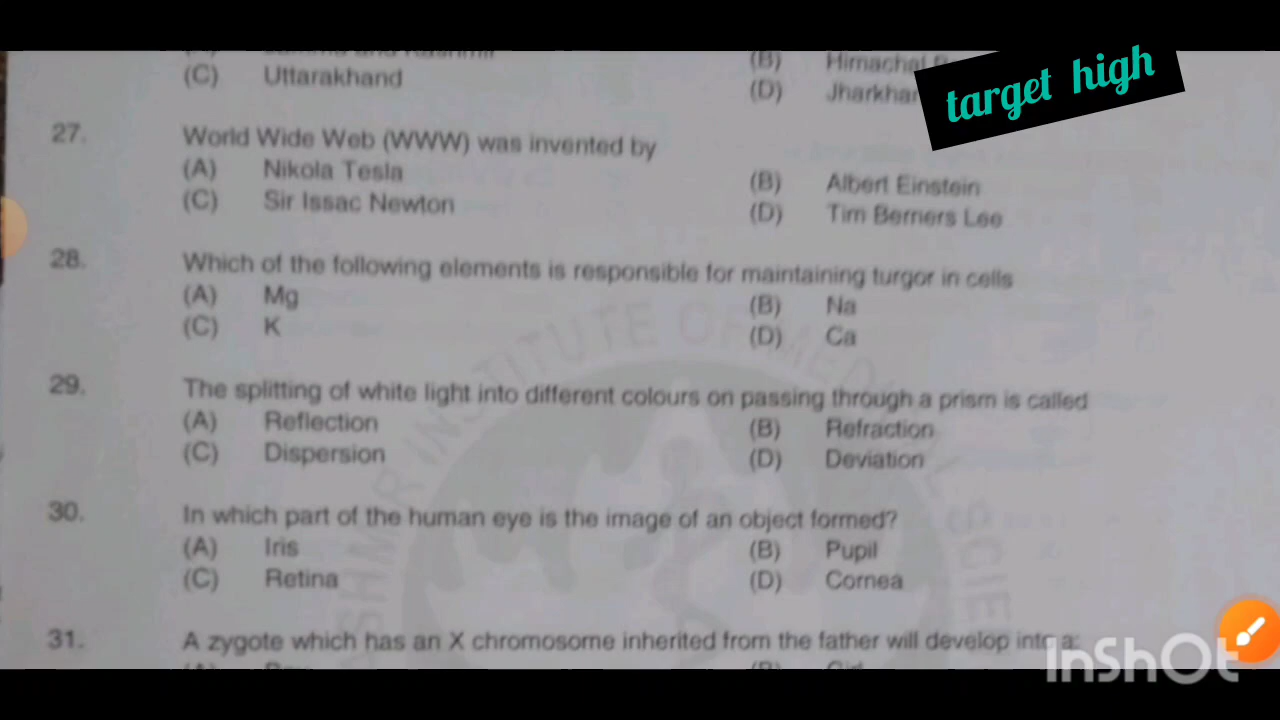 (C) Uttarakhand
(B) Himachal
(D)
target high
27. World Wide Web (WWW) was invented by
(A) Nikola Tesla (B) Albert Einstein
(C) Sir Issac Newton (D) Tim Berners Lee
28. Which of the following elements is responsible for maintaining turgor in cells
(A) Mg (B) Na
(C) K (D) Ca
29. The splitting of white light into different colours on passing through a prism is called
(A) Reflection (B) Refraction
(C) Dispersion (D) Deviation
30. In which part of the human eye is the image of an object formed?
(A) Iris (B) Pupil
(C) Retina (D) Cornea
31. A zygote which has an X chromosome inherited from the father will develop into a:
INSTITUTE OF
InShOt